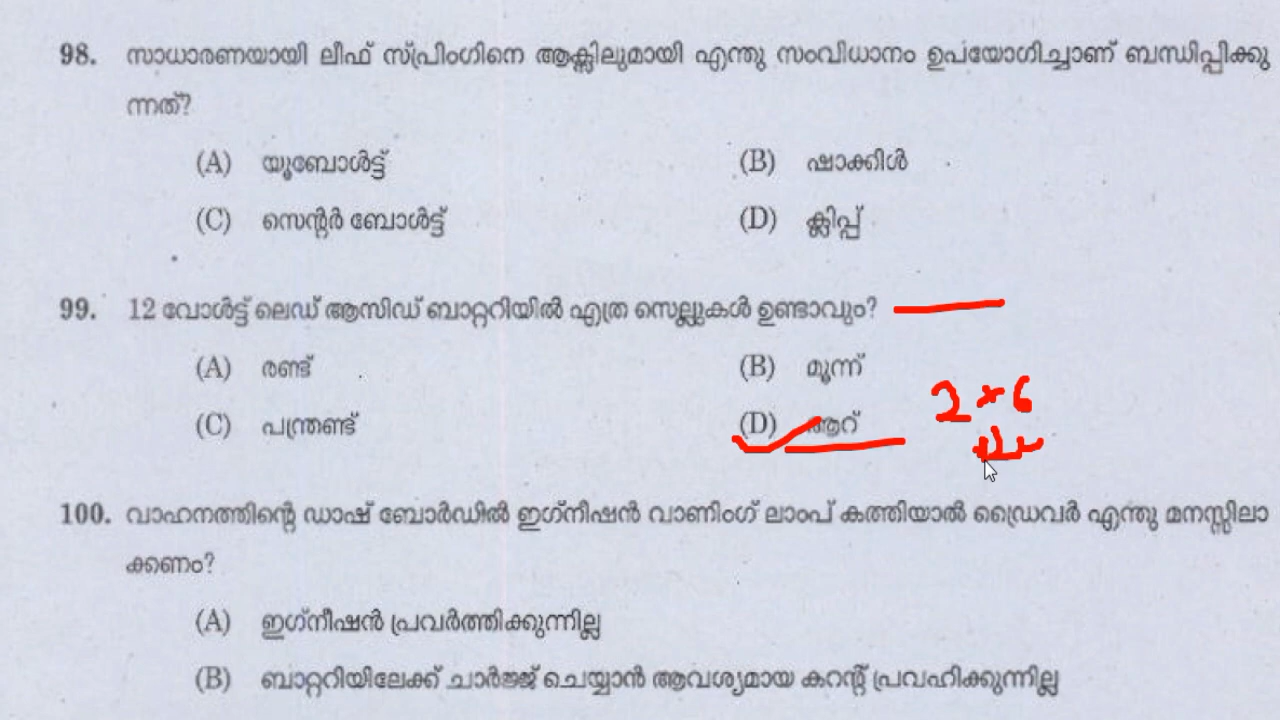 98. സാധാരണയായി ലീഫ് സ്പ്രിംഗിനെ ആക്സിലുമായി എന്തു സംവിധാനം ഉപയോഗിച്ചാണ് ബന്ധിപ്പിക്കു
ന്നത്?
(A) യൂബോൾട്ട് (B) ഷാക്കിൾ
(C) സെന്റർ ബോൾട്ട് (D) ക്ലിപ്പ്
99. 12 വോൾട്ട് ലെഡ് ആസിഡ് ബാറ്ററിയിൽ എത്ര സെല്ലുകൾ ഉണ്ടാവും?
(A) രണ്ട് (B) മൂന്ന്
2 × 6
(C) പന്ത്രണ്ട് (D) ആറ്
100. വാഹനത്തിന്റെ ഡാഷ് ബോർഡിൽ ഇഗ്നീഷൻ വാണിംഗ് ലാംപ് കത്തിയാൽ ഡ്രൈവർ എന്തു മനസ്സിലാ
ക്കണം?
(A) ഇഗ്നീഷൻ പ്രവർത്തിക്കുന്നില്ല
(B) ബാറ്ററിയിലേക്ക് ചാർജ്ജ് ചെയ്യാൻ ആവശ്യമായ കറന്റ് പ്രവഹിക്കുന്നില്ല